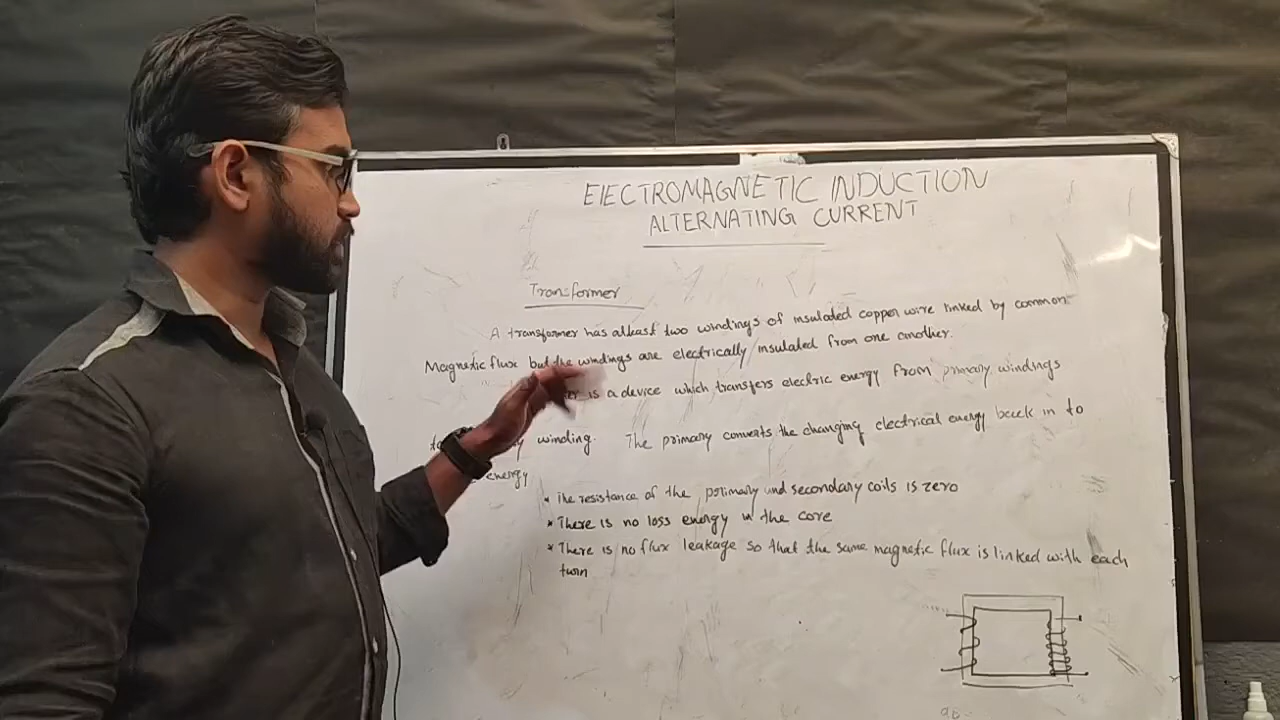 ELECTROMAGNETIC INDUCTION
ALTERNATING CURRENT
Transformer
A transformer has atleast two windings of insulated copper wire linked by common
Magnetic flux but the windings are electrically insulated from one another.
is a device which transfers electric energy from primary windings
winding. The primary converts the changing electrical energy back in to
energy
* The resistance of the primary and secondary coils is zero
* There is no loss energy in the core
* There is no flux leakage so that the same magnetic flux is linked with each
turn